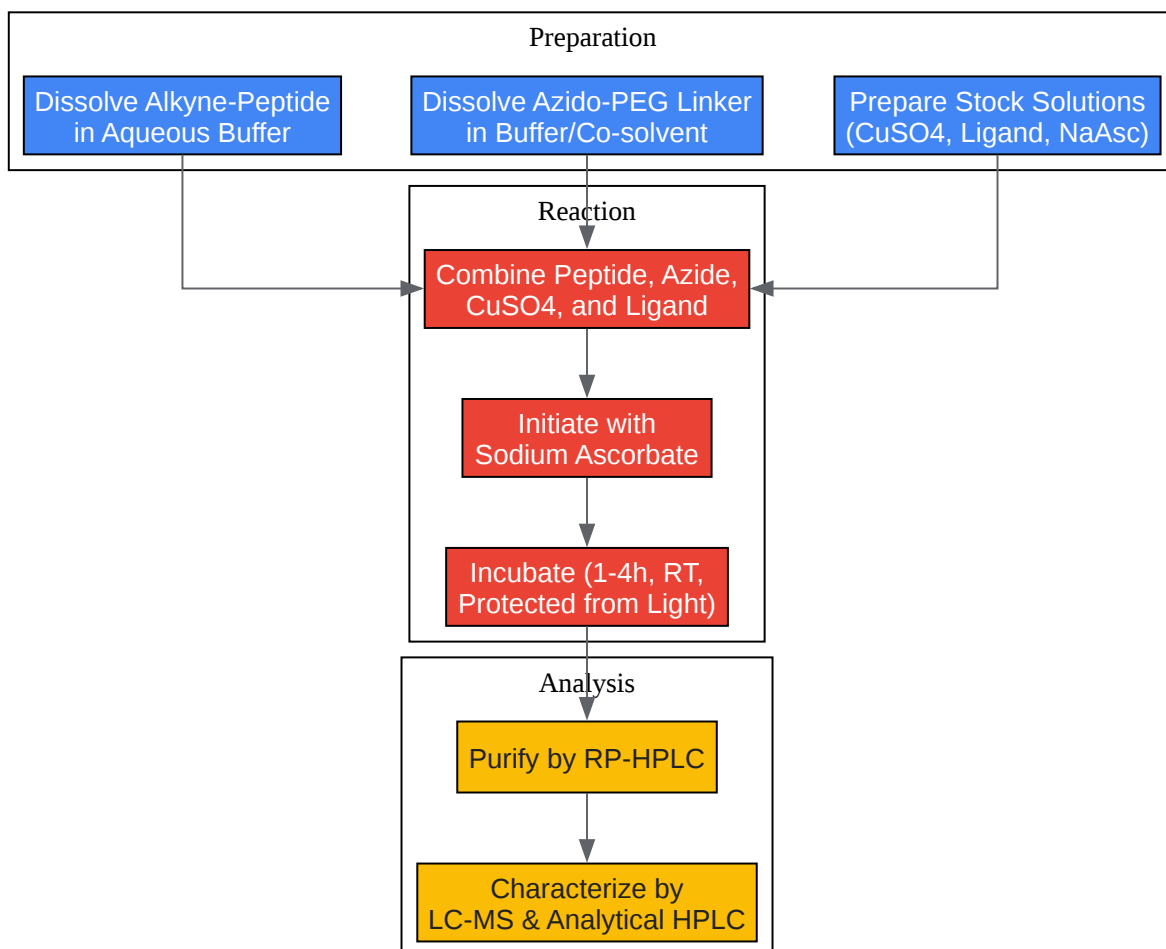 Preparation
Dissolve Alkyne-Peptide
in Aqueous Buffer
Dissolve Azido-PEG Linker
in Buffer/Co-solvent
Prepare Stock Solutions
(CuSO4, Ligand, NaAsc)
Reaction
Combine Peptide, Azide,
CuSO4, and Ligand
Initiate with
Sodium Ascorbate
Incubate (1-4h, RT,
Protected from Light)
Analysis
Purify by RP-HPLC
Characterize by
LC-MS & Analytical HPLC